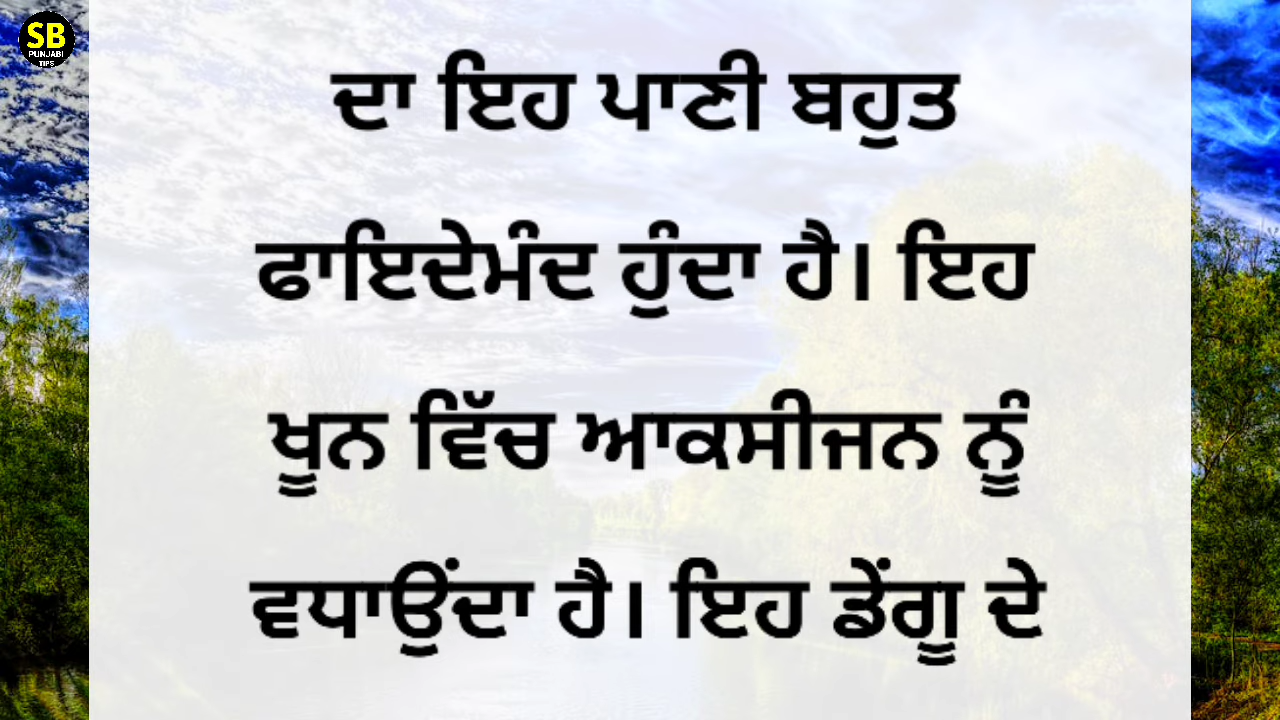 SB
PUNJABI
TIPS
ਦਾ ਇਹ ਪਾਣੀ ਬਹੁਤ
ਫਾਇਦੇਮੰਦ ਹੁੰਦਾ ਹੈ। ਇਹ
ਖੂਨ ਵਿੱਚ ਆਕਸੀਜਨ ਨੂੰ
ਵਧਾਉਂਦਾ ਹੈ। ਇਹ ਡੇਂਗੂ ਦੇ